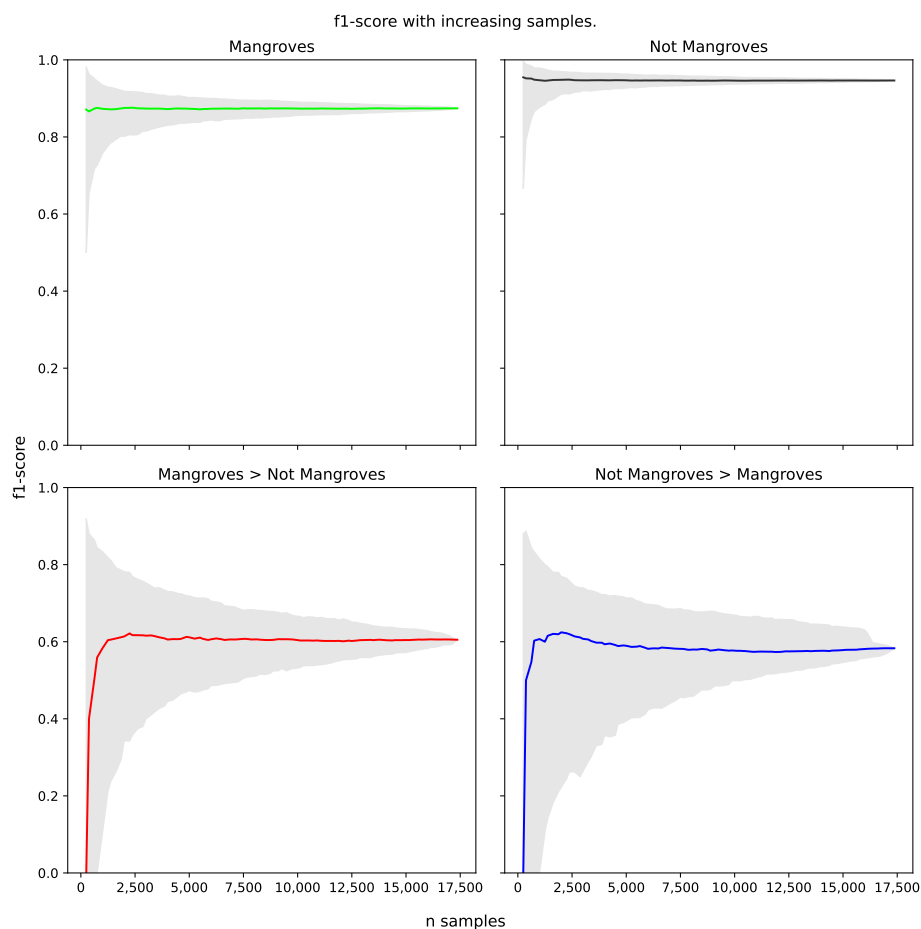 f1-score with increasing samples.
Mangroves
Not Mangroves
1.0
0.8
0.6
0.4
0.2
0.0
f1-score
Mangroves > Not Mangroves
Not Mangroves > Mangroves
1.0
0.8
0.6
0.4
0.2
0.0
0 2,500 5,000 7,500 10,000 12,500 15,000 17,500
0 2,500 5,000 7,500 10,000 12,500 15,000 17,500
n samples